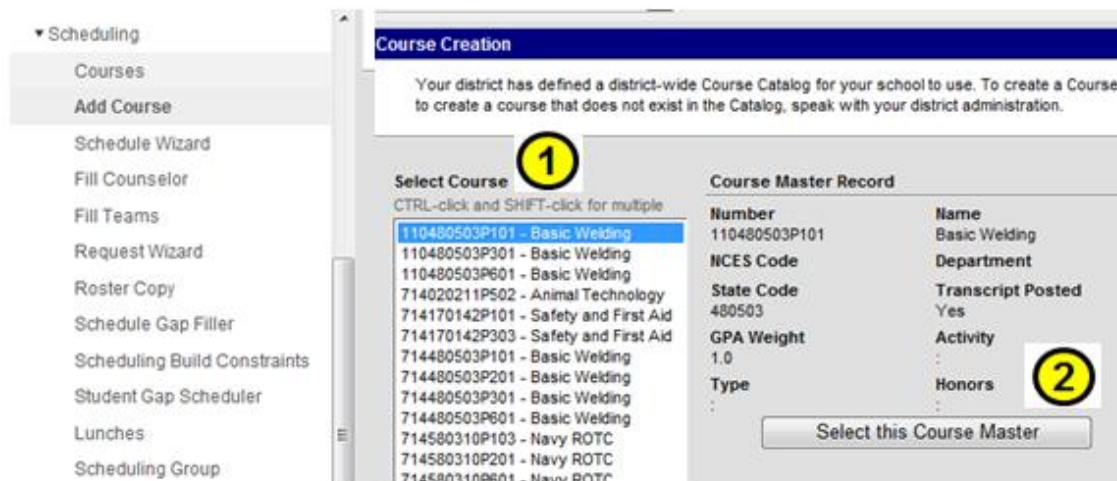 Scheduling
Courses
Add Course
Schedule Wizard
Fill Counselor
Fill Teams
Request Wizard
Roster Copy
Schedule Gap Filler
Scheduling Build Constraints
Student Gap Scheduler
Lunches
Scheduling Group
Course Creation
Your district has defined a district-wide Course Catalog for your school to use. To create a Course
to create a course that does not exist in the Catalog, speak with your district administration.
1
Select Course
CTRL-click and SHIFT-click for multiple
110480503P101 - Basic Welding
110480503P301 - Basic Welding
110480503P601 - Basic Welding
714020211P502 - Animal Technology
714170142P101 - Safety and First Aid
714170142P303 - Safety and First Aid
714480503P101 - Basic Welding
714480503P201 - Basic Welding
714480503P301 - Basic Welding
714480503P601 - Basic Welding
714580310P103 - Navy ROTC
714580310P201 - Navy ROTC
714580310P601 - Navy ROTC
Course Master Record
Number Name
110480503P101 Basic Welding
NCES Code Department
State Code Transcript Posted
480503 Yes
GPA Weight Activity
1.0 :
Type Honors
: :
2
Select this Course Master